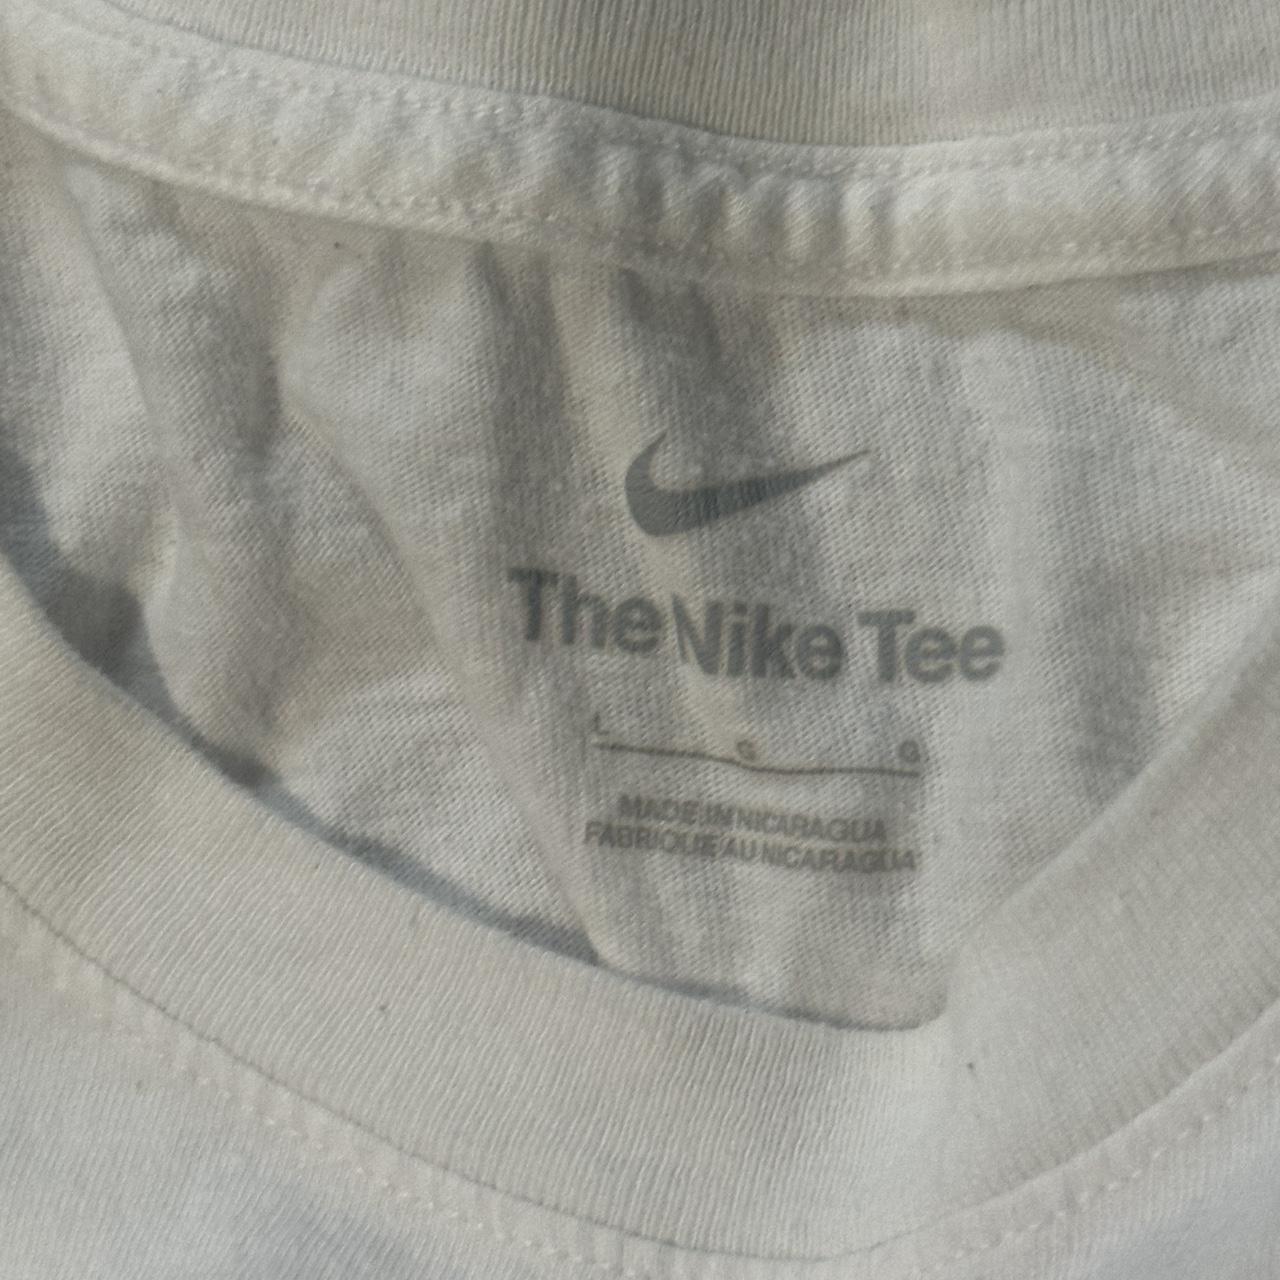 The Nike Tee
L G G
MADE IN NICARAGUA
FABRIQUE AU NICARAGUA